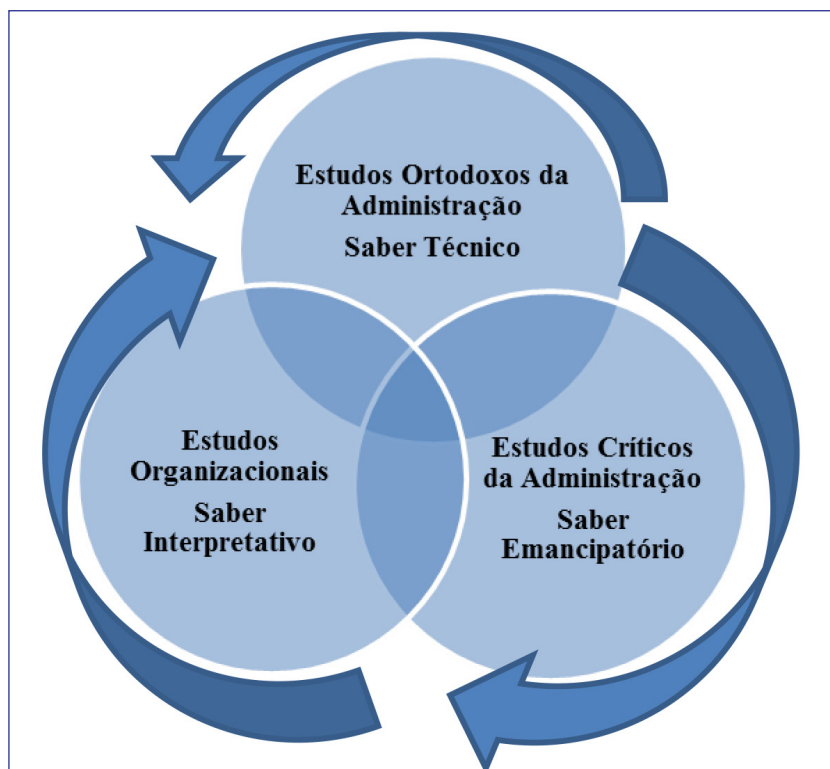 Estudos Ortodoxos da
Administração
Saber Técnico
Estudos
Organizacionais
Saber
Interpretativo
Estudos Críticos
da Administração
Saber
Emancipatório